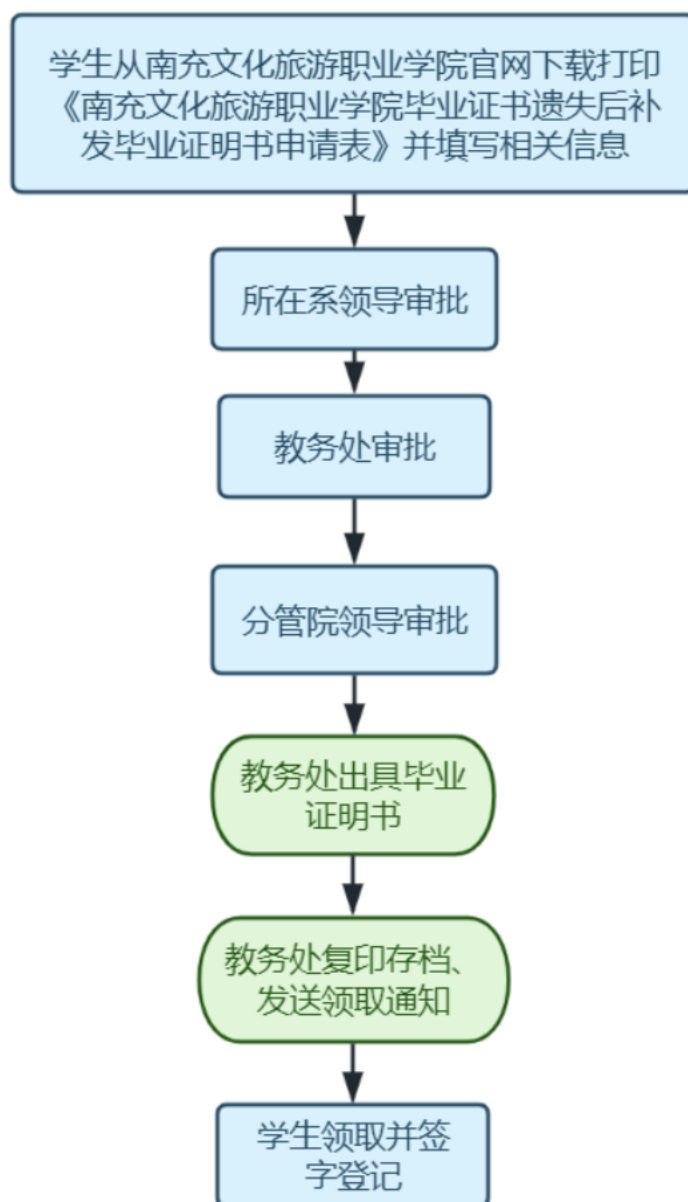 学生从南充文化旅游职业学院官网下载打印
《南充文化旅游职业学院毕业证书遗失后补
发毕业证明书申请表》并填写相关信息
所在系领导审批
教务处审批
分管院领导审批
教务处出具毕业
证明书
教务处复印存档、
发送领取通知
学生领取并签
字登记